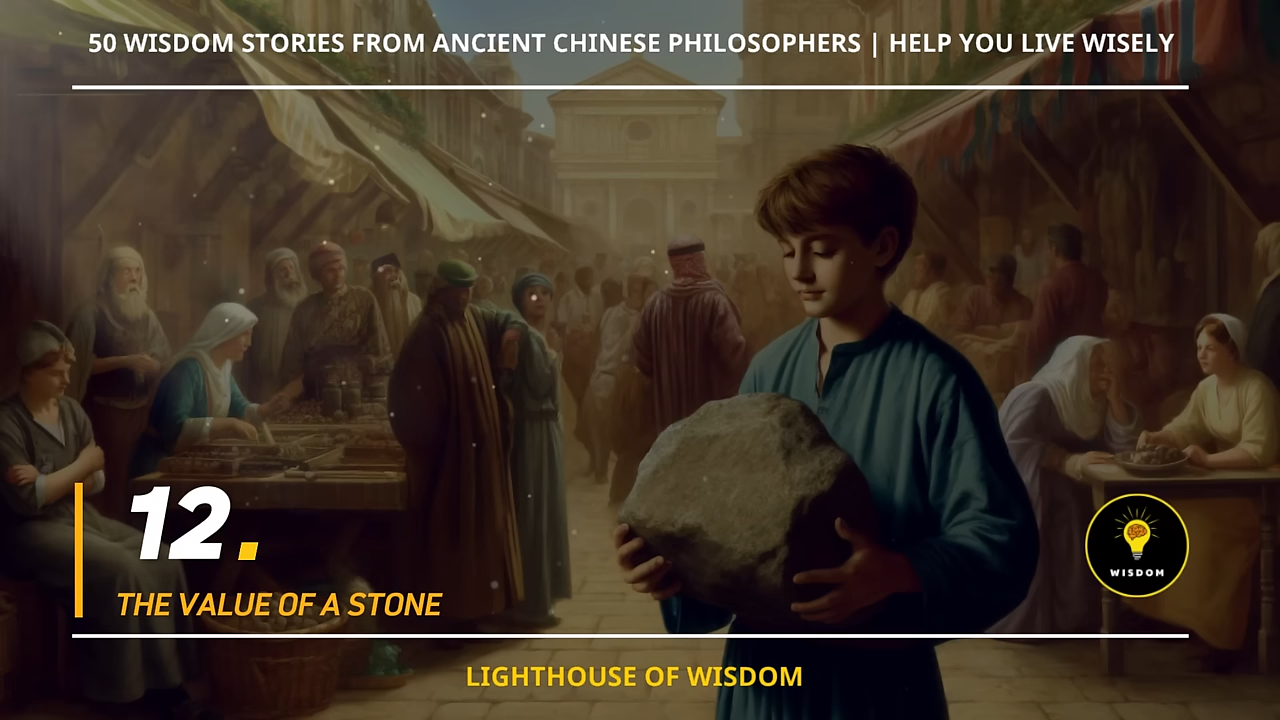 50 WISDOM STORIES FROM ANCIENT CHINESE PHILOSOPHERS | HELP YOU LIVE WISELY
12.
THE VALUE OF A STONE
WISDOM
LIGHTHOUSE OF WISDOM